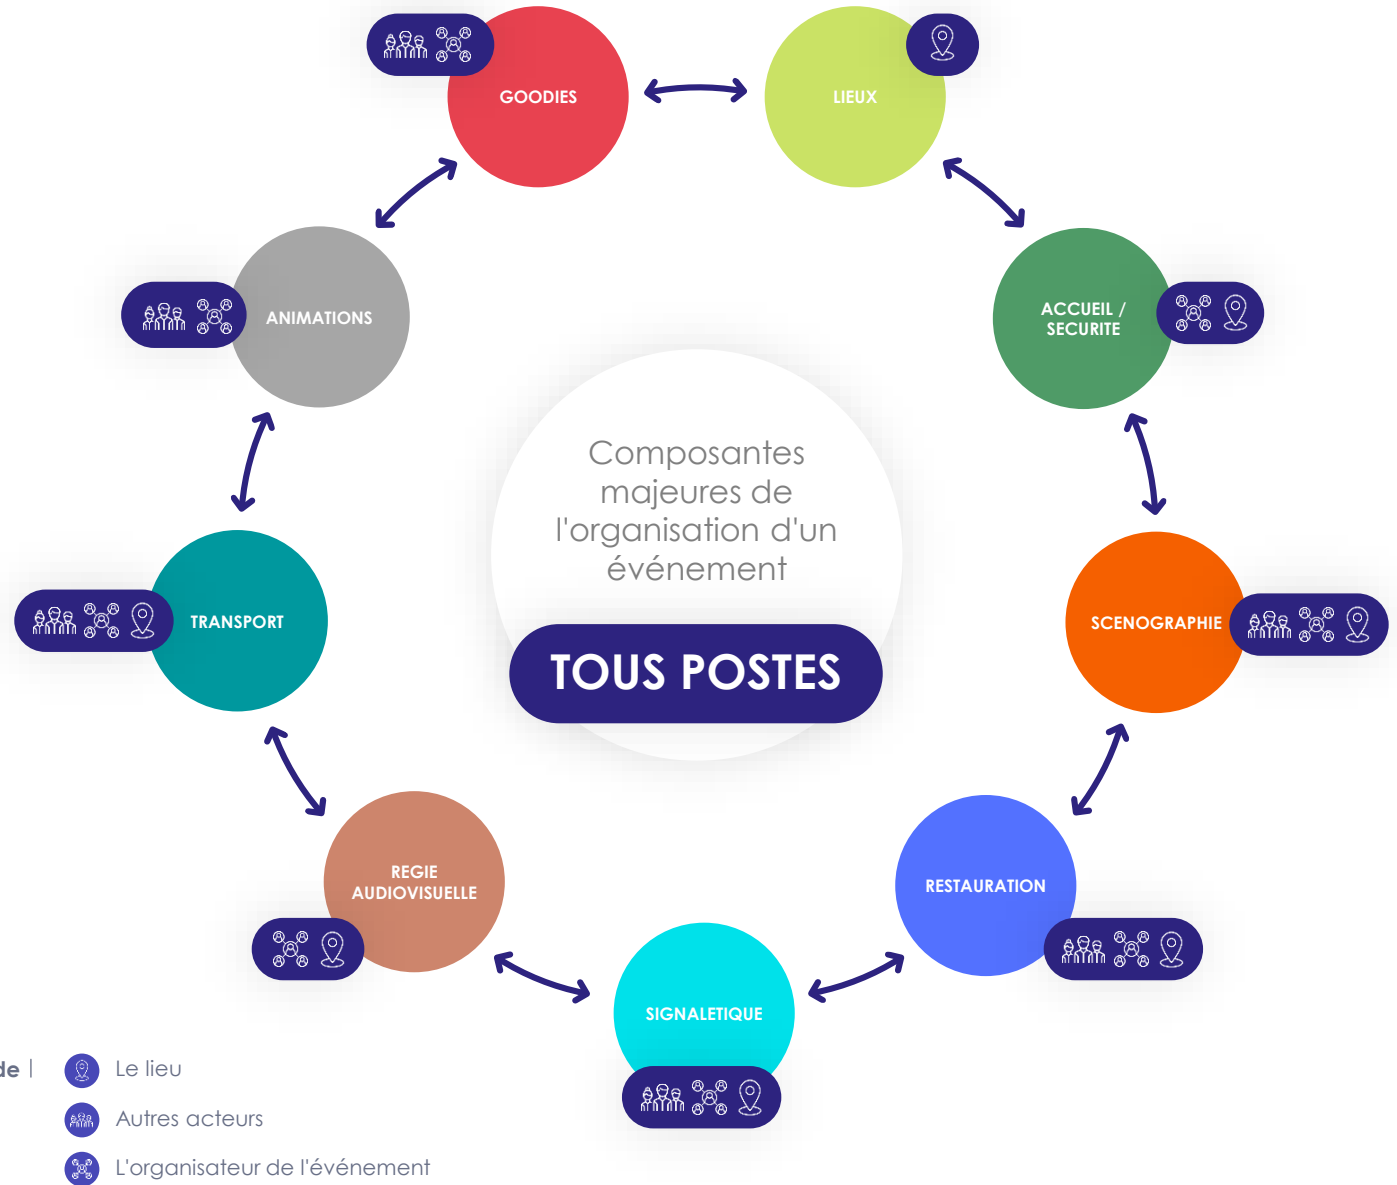 GOODIES
LIEUX
ANIMATIONS
ACCUEIL /
SECURITE
Composantes
majeures de
l'organisation d'un
événement
TOUS POSTES
TRANSPORT
SCENOGRAPHIE
REGIE
AUDIOVISUELLE
RESTAURATION
SIGNALETIQUE
de |
Le lieu
Autres acteurs
L'organisateur de l'événement